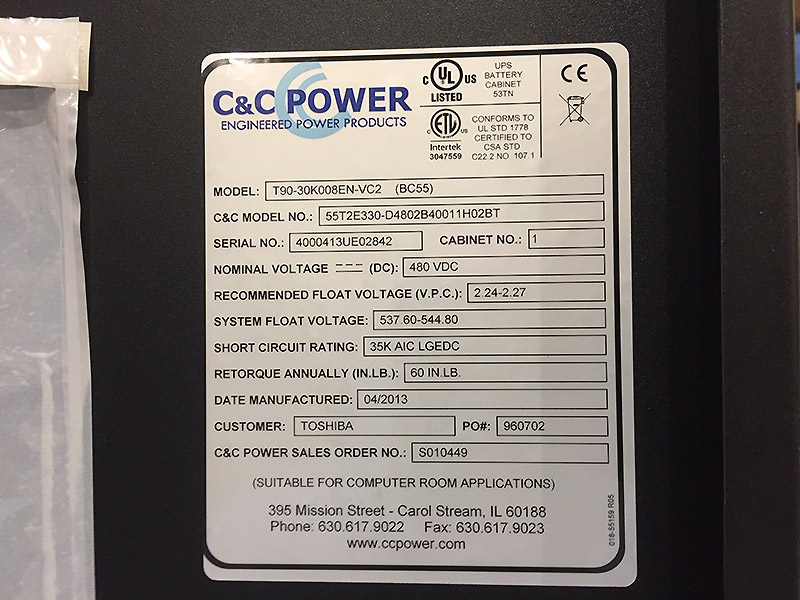 C&C POWER
ENGINEERED POWER PRODUCTS
C UL US
LISTED
UPS
BATTERY
CABINET
53TN
CE
C ETL US
Intertek
3047559
CONFORMS TO
UL STD 1778
CERTIFIED TO
CSA STD
C22.2 NO. 107.1
MODEL: T90-30K008EN-VC2 (BC55)
C&C MODEL NO.: 55T2E330-D4802B40011H02BT
SERIAL NO.: 4000413UE02842 CABINET NO.: 1
NOMINAL VOLTAGE (DC): 480 VDC
RECOMMENDED FLOAT VOLTAGE (V.P.C.): 2.24-2.27
SYSTEM FLOAT VOLTAGE: 537.60-544.80
SHORT CIRCUIT RATING: 35K AIC LGEDC
RETORQUE ANNUALLY (IN.LB.): 60 IN.LB.
DATE MANUFACTURED: 04/2013
CUSTOMER: TOSHIBA PO#: 960702
C&C POWER SALES ORDER NO.: S010449
(SUITABLE FOR COMPUTER ROOM APPLICATIONS)
395 Mission Street - Carol Stream, IL 60188
Phone: 630.617.9022 Fax: 630.617.9023
www.ccpower.com
018-55159 R05